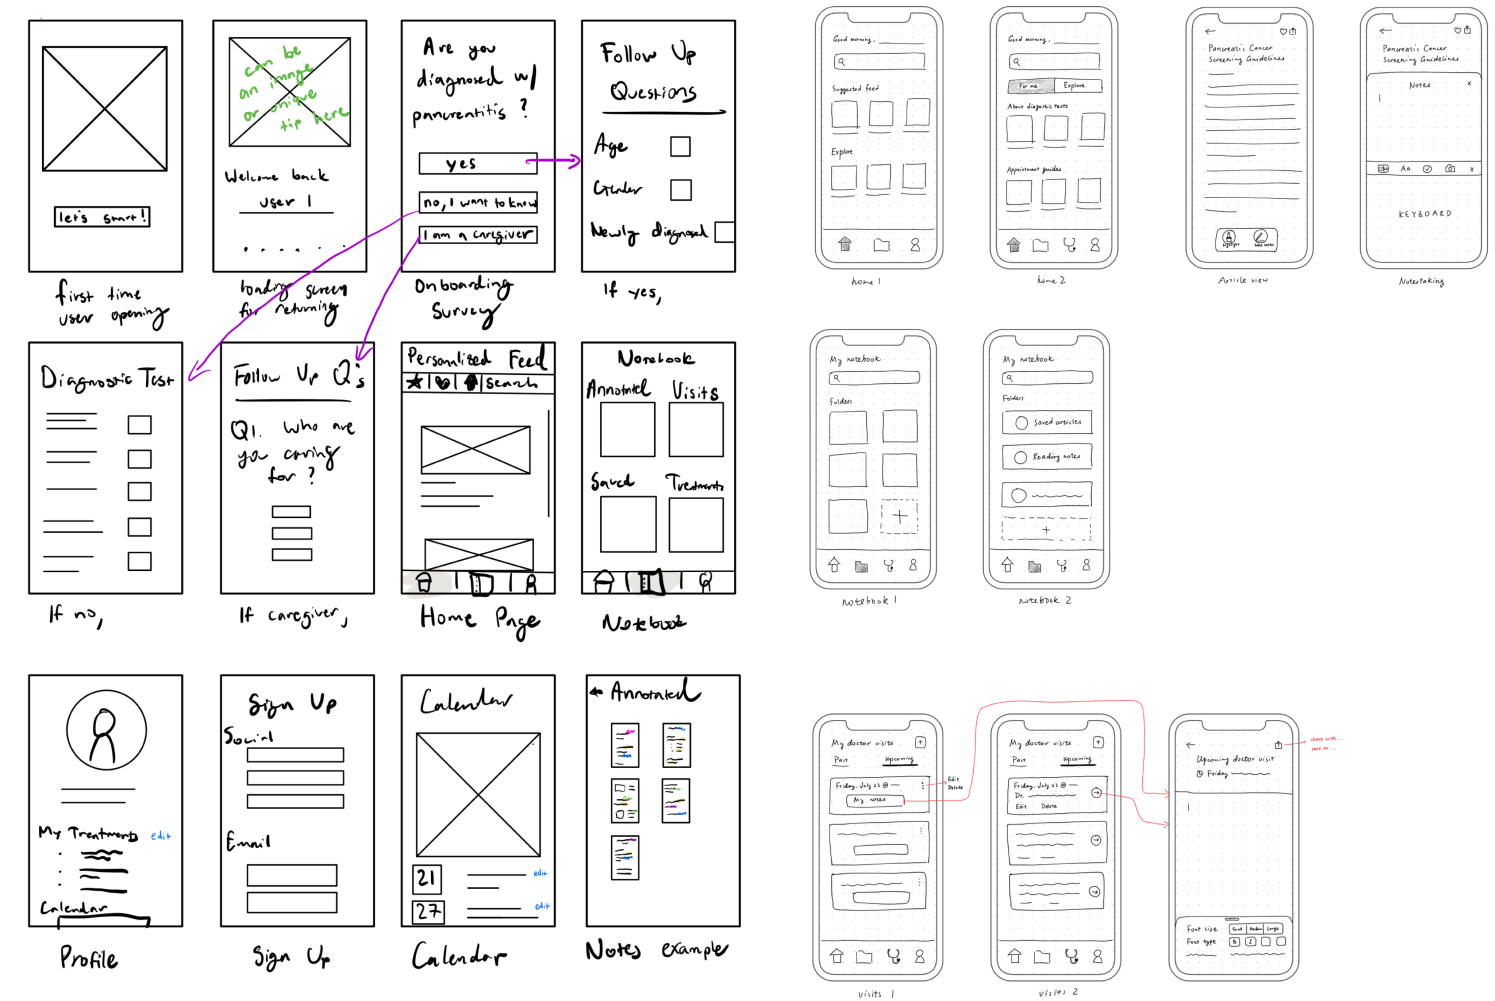 can be
an image
or unique
tip here
let's start!
first time
user opening
Welcome back
user 1
loading screen
for returning
Are you
diagnosed w/
pancreatitis ?
yes
no, I want to know
I am a caregiver
Onboarding
Survey
Follow Up
Questions
Age
Gender
Newly diagnosed
If yes,
Diagnostic Test
If no,
Follow Up Q's
Q1. Who are
you caring
for ?
If caregiver,
Personalized Feed
search
Home Page
Notebook
Annotated Visits
Saved Treatments
Notebook
My Treatments edit
Calendar
Profile
Sign Up
Social
Email
Sign Up
Calendar
21 edit
27 edit
Calendar
Annotated
Notes example
Good morning,
Suggested feed
Explore
home 1
Good morning,
For me Explore
About diagnostic tests
Appointment guides
home 2
Pancreatic Cancer
Screening Guidelines
Highlight Take notes
Article view
Pancreatic Cancer
Screening Guidelines
Notes x
Aa x
KEYBOARD
Notestaking
My notebook
Folders
+
notebook 1
My notebook
Folders
Saved articles
Reading notes
+
notebook 2
My doctor visits +
Past Upcoming
Friday, July 23 @
My notes
Edit
Delete
visits 1
My doctor visits +
Past Upcoming
Friday, July 23 @
Dr.
Edit Delete
visits 2
share with...
save to...
Upcoming doctor visit
Friday
Font size Small Medium Large
Font type B I